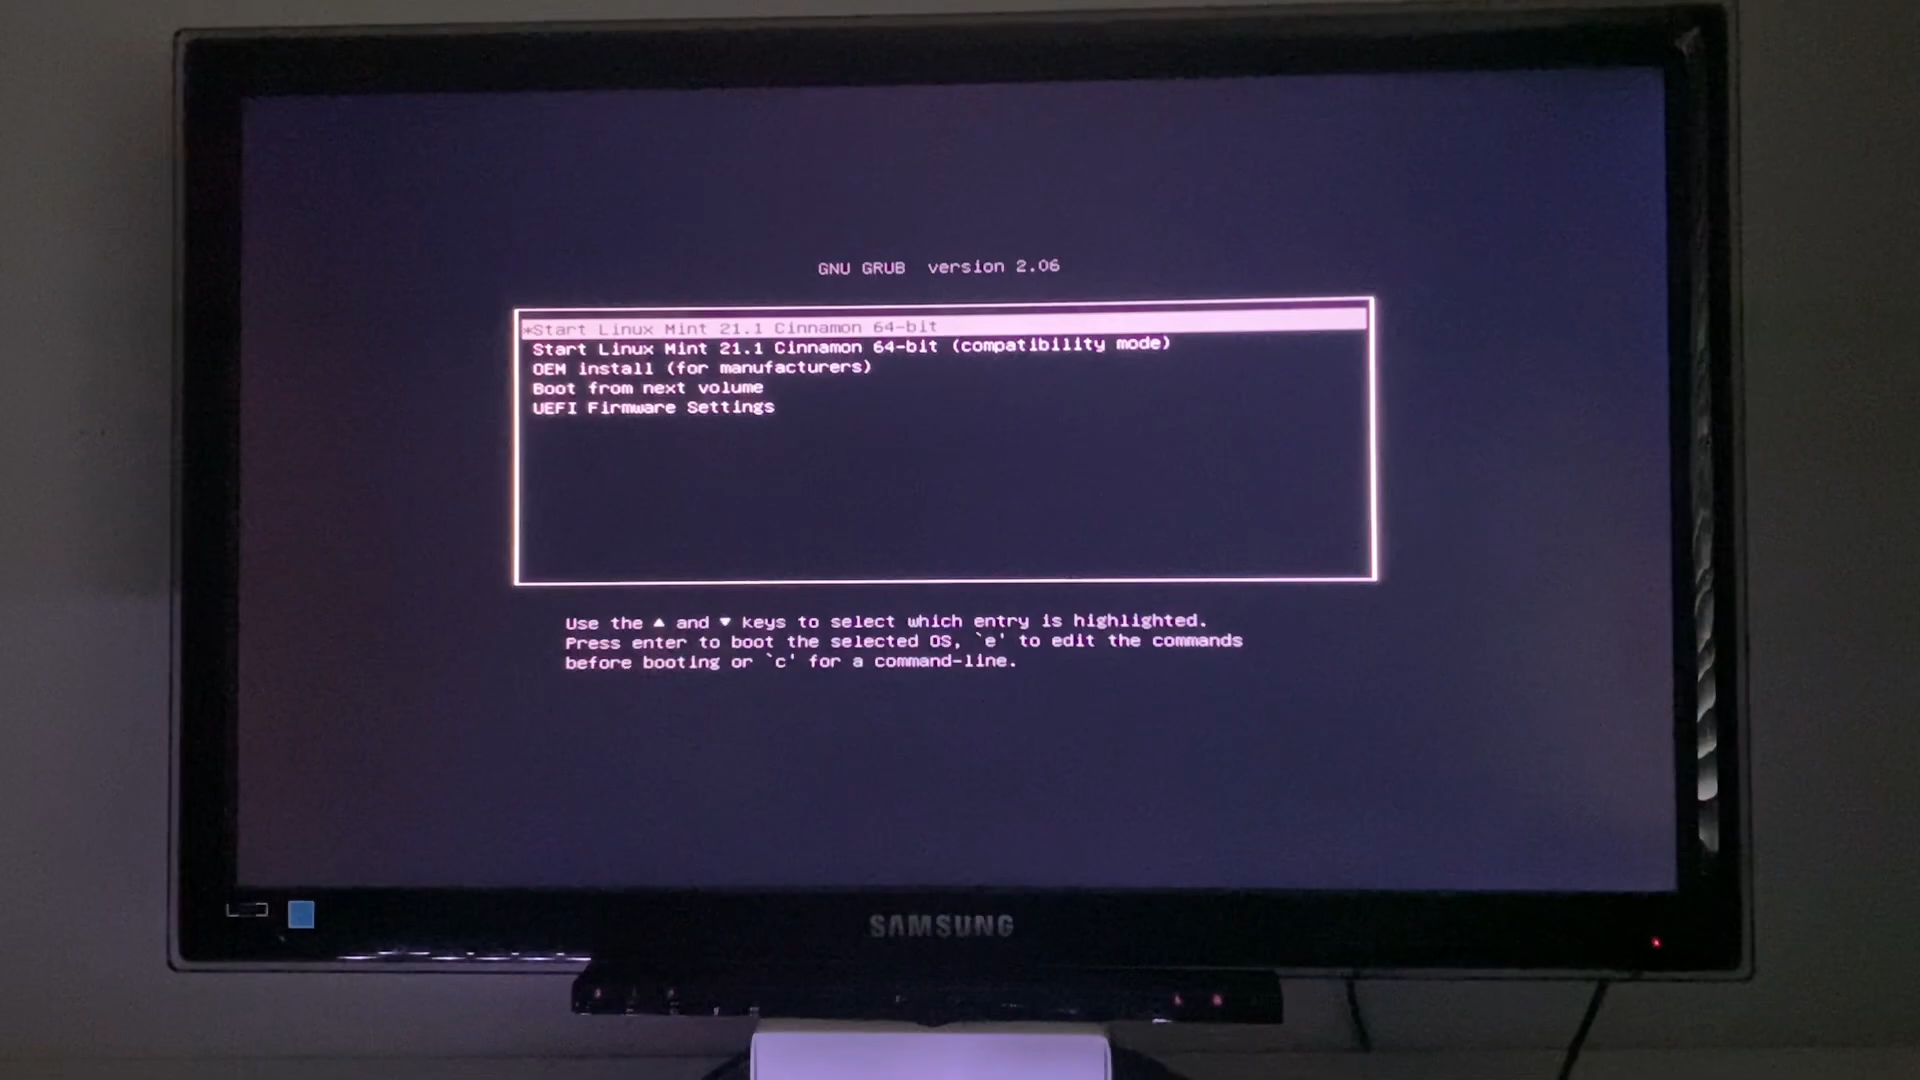 GNU GRUB  version 2.06
*Start Linux Mint 21.1 Cinnamon 64-bit
Start Linux Mint 21.1 Cinnamon 64-bit (compatibility mode)
OEM install (for manufacturers)
Boot from next volume
UEFI Firmware Settings
Use the ▲ and ▼ keys to select which entry is highlighted.
Press enter to boot the selected OS, `e' to edit the commands
before booting or `c' for a command-line.
SAMSUNG